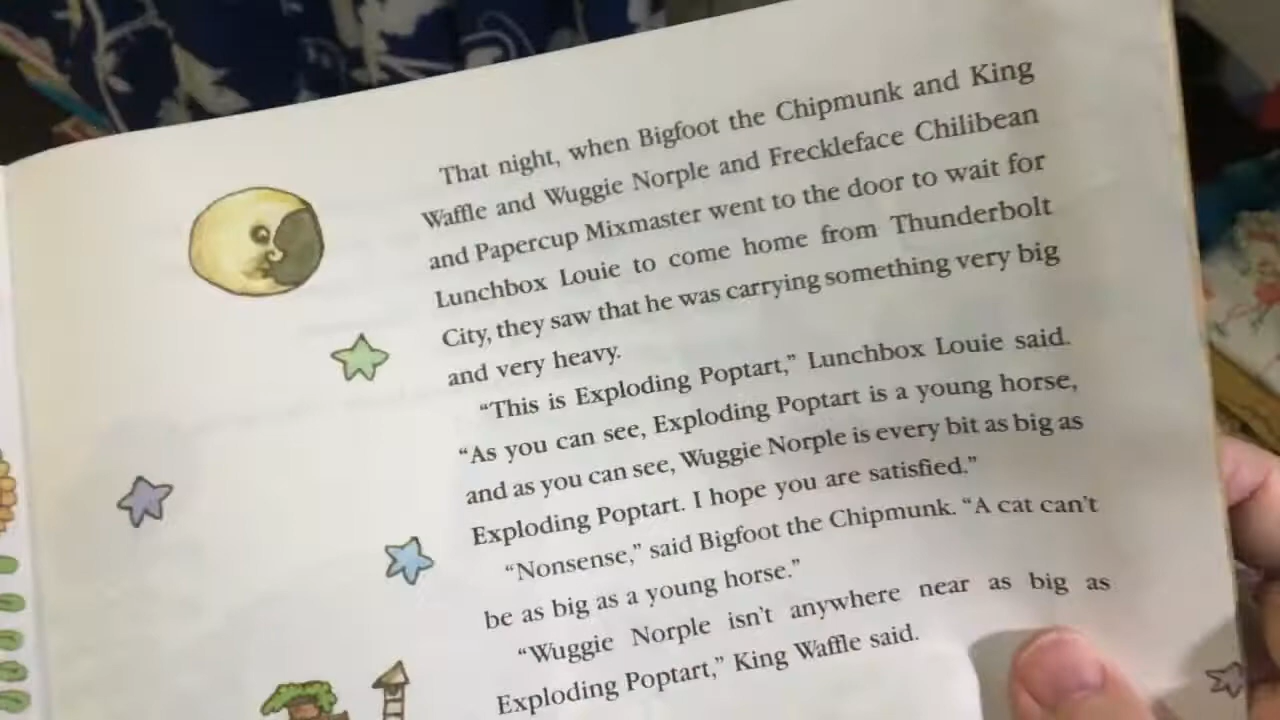 That night, when Bigfoot the Chipmunk and King
Waffle and Wuggie Norple and Freckleface Chilibean
and Papercup Mixmaster went to the door to wait for
Lunchbox Louie to come home from Thunderbolt
City, they saw that he was carrying something very big
and very heavy.
“This is Exploding Poptart,” Lunchbox Louie said.
“As you can see, Exploding Poptart is a young horse,
and as you can see, Wuggie Norple is every bit as big as
Exploding Poptart. I hope you are satisfied.”
“Nonsense,” said Bigfoot the Chipmunk. “A cat can’t
be as big as a young horse.”
“Wuggie Norple isn’t anywhere near as big as
Exploding Poptart,” King Waffle said.